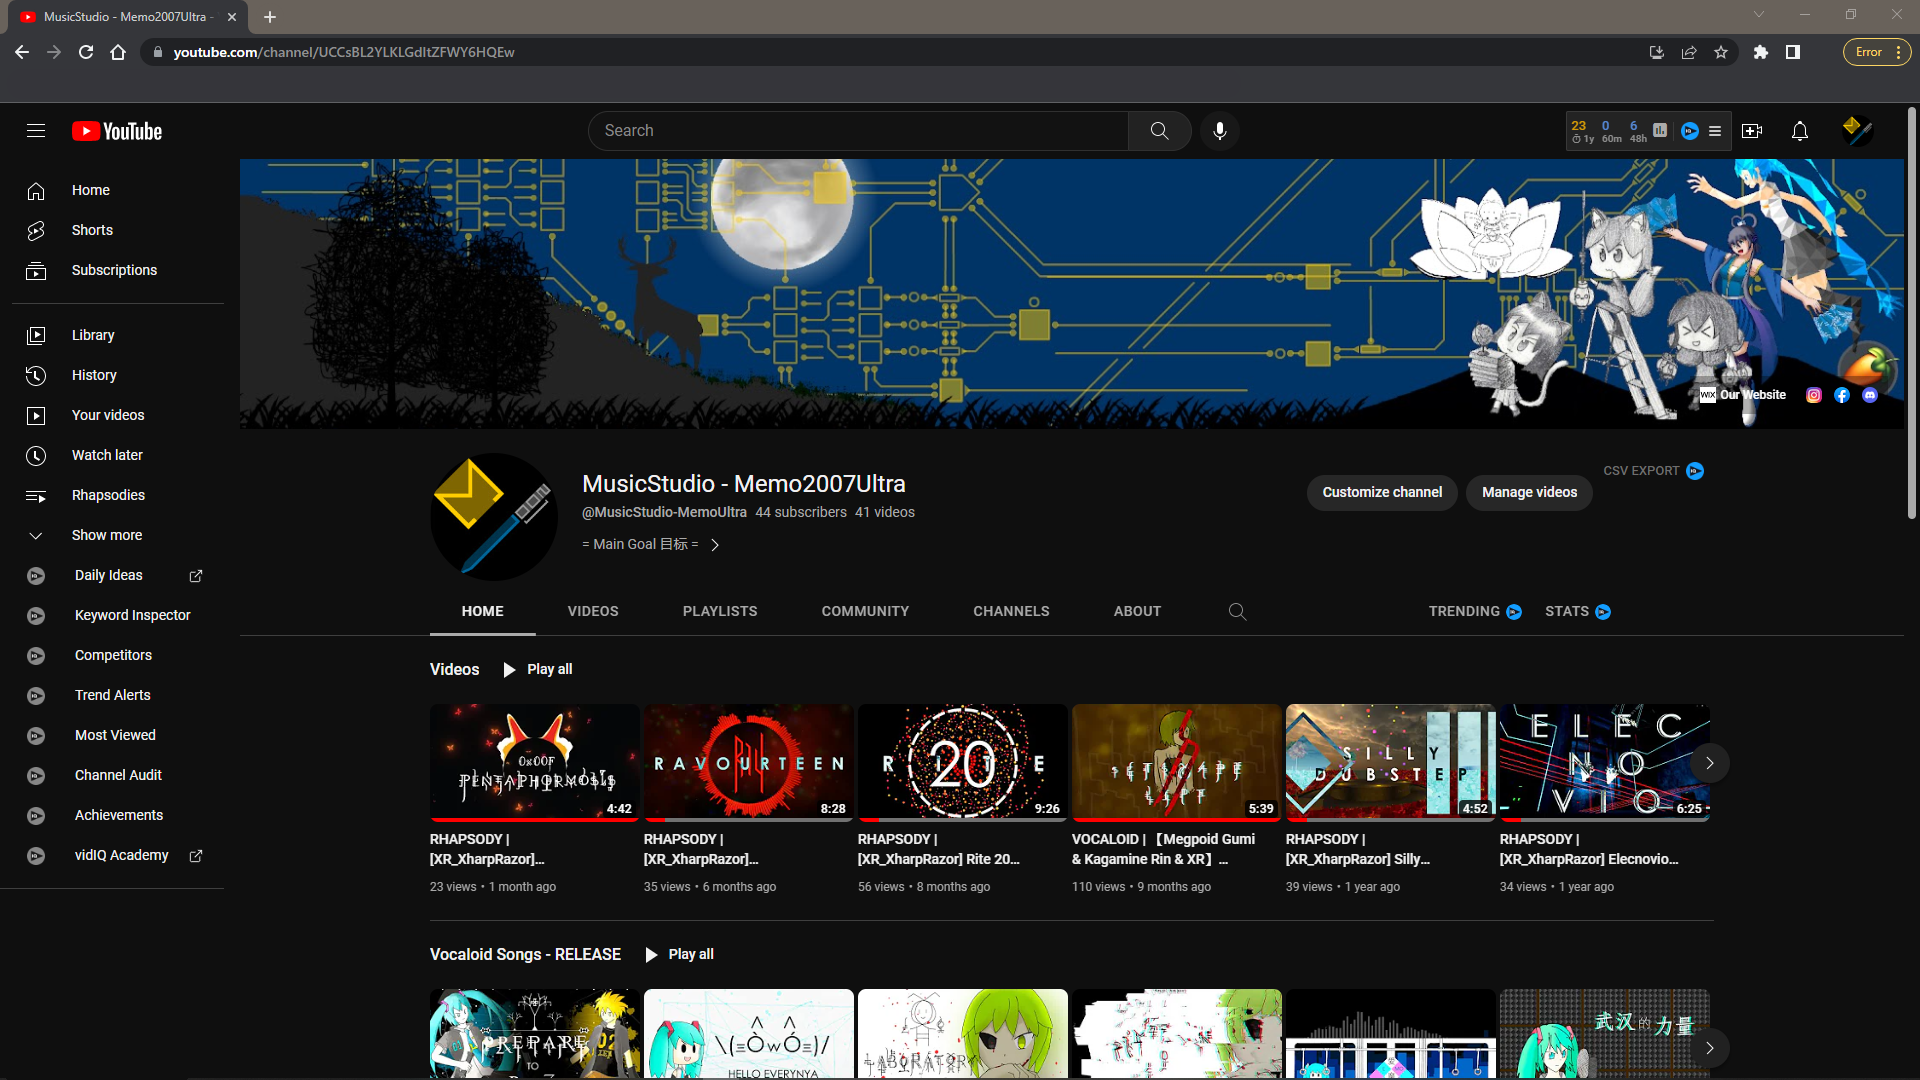 MusicStudio - Memo2007Ultra -
youtube.com/channel/UCCsBL2YLKLGdltZFWY6HQEw
Error
YouTube
Search
23 0 6
1y 60m 48h
Home
Shorts
Subscriptions
Library
History
Your videos
Watch later
Rhapsodies
Show more
Daily Ideas
Keyword Inspector
Competitors
Trend Alerts
Most Viewed
Channel Audit
Achievements
vidIQ Academy
WIX Our Website
MusicStudio - Memo2007Ultra
@MusicStudio-MemoUltra 44 subscribers 41 videos
= Main Goal 目标 =
Customize channel
Manage videos
CSV EXPORT
HOME VIDEOS PLAYLISTS COMMUNITY CHANNELS ABOUT TRENDING STATS
Videos Play all
0x00F
PENTAPHORMOSIS
4:42
RAVOURTEEN
8:28
R 20 T E
9:26
5:39
SILLY
DUBSTEP
4:52
ELEC
NO
VIO
6:25
RHAPSODY |
[XR_XharpRazor]...
23 views • 1 month ago
RHAPSODY |
[XR_XharpRazor]...
35 views • 6 months ago
RHAPSODY |
[XR_XharpRazor] Rite 20...
56 views • 8 months ago
VOCALOID | 【Megpoid Gumi
& Kagamine Rin & XR】 ...
110 views • 9 months ago
RHAPSODY |
[XR_XharpRazor] Silly...
39 views • 1 year ago
RHAPSODY |
[XR_XharpRazor] Elecnovio...
34 views • 1 year ago
Vocaloid Songs - RELEASE Play all
PREPARE
TO
02
\(=OwO=)/
HELLO EVERYNYA
LABORATORY
武汉的力量